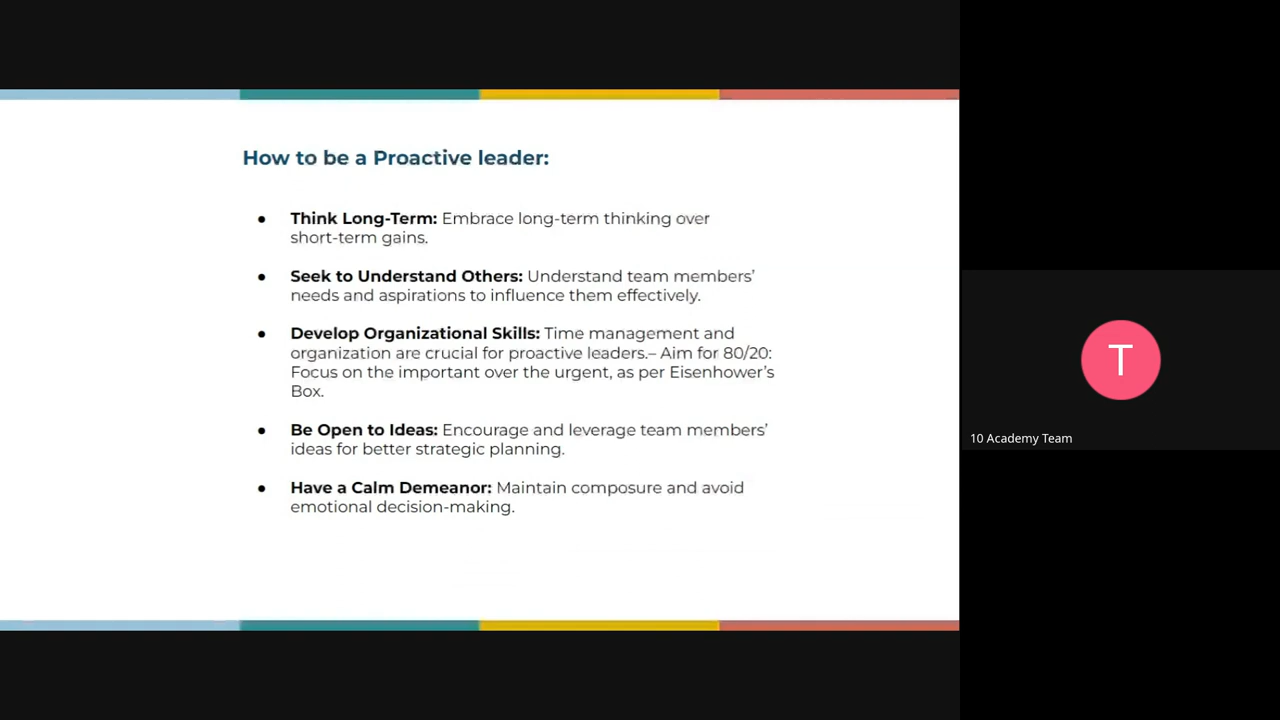 How to be a Proactive leader:
● Think Long-Term: Embrace long-term thinking over
short-term gains.
● Seek to Understand Others: Understand team members’
needs and aspirations to influence them effectively.
● Develop Organizational Skills: Time management and
organization are crucial for proactive leaders.– Aim for 80/20:
Focus on the important over the urgent, as per Eisenhower’s
Box.
● Be Open to Ideas: Encourage and leverage team members’
ideas for better strategic planning.
● Have a Calm Demeanor: Maintain composure and avoid
emotional decision-making.
T
10 Academy Team